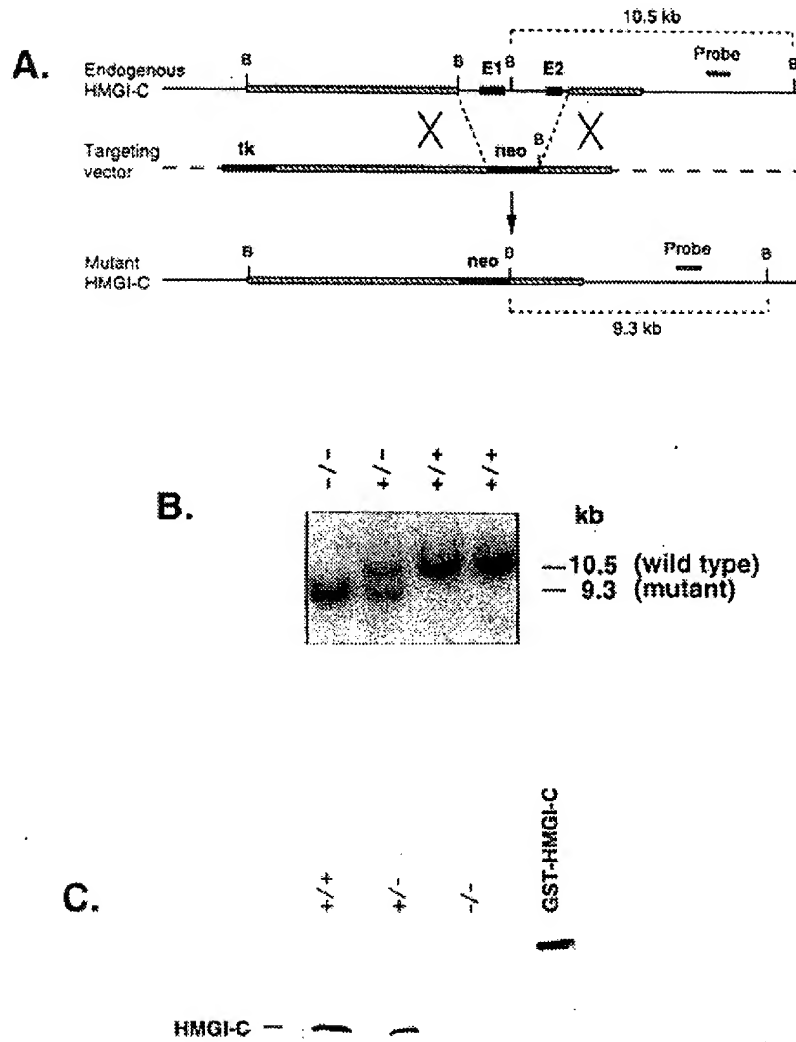 10.5 kb
A.
Endogenous HMGI-C
B B E1 B E2 Probe B
Targeting vector
tk neo B
Mutant HMGI-C
B neo B Probe B
9.3 kb
B.
-/- +/- +/+ +/+
kb
10.5 (wild type)
9.3 (mutant)
C.
+/+ +/- -/- GST-HMGI-C
HMGI-C